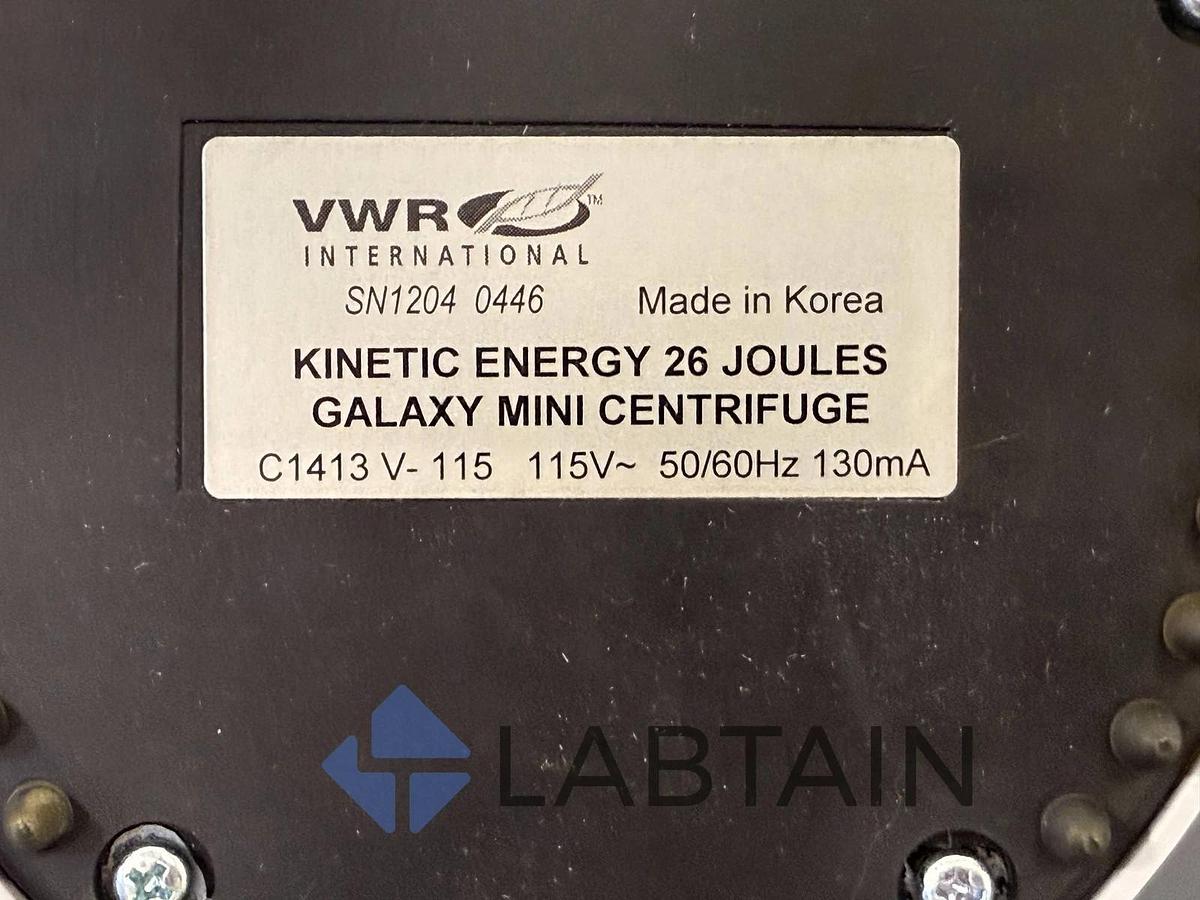 VWR TM
INTERNATIONAL
SN1204 0446 Made in Korea
KINETIC ENERGY 26 JOULES
GALAXY MINI CENTRIFUGE
C1413 V- 115 115V~ 50/60Hz 130mA
LABTAIN